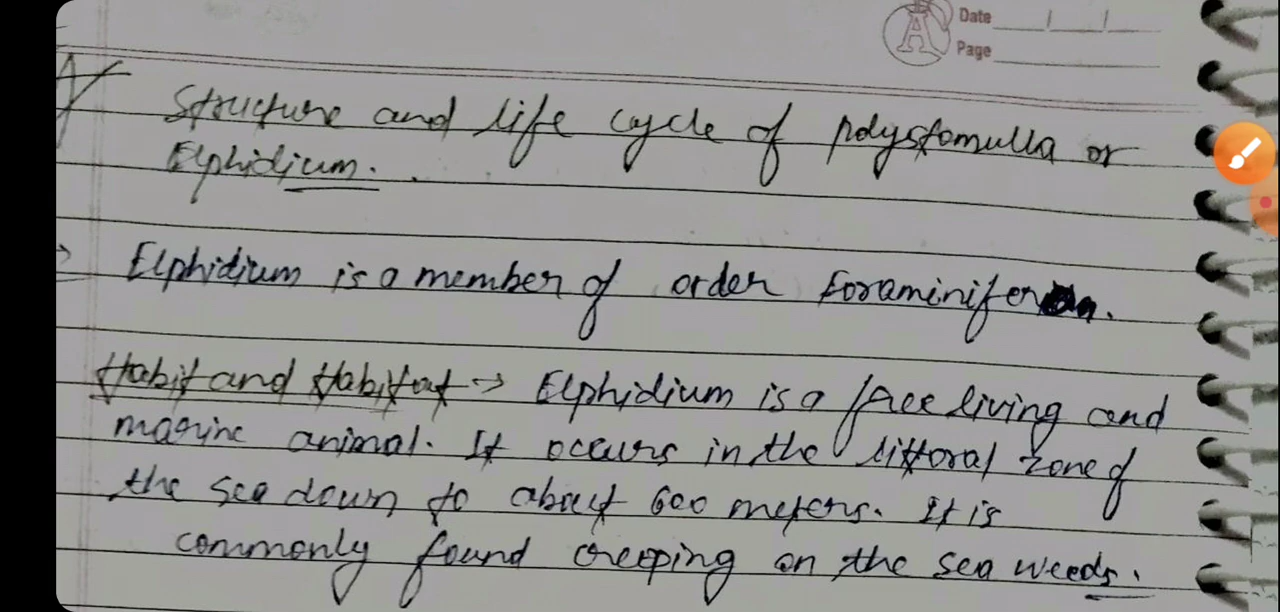 Date
Page
Structure and life cycle of polystomulla or
Elphidium.
Elphidium is a member of order foraminifera.
Habit and Habitat → Elphidium is a free living and
marine animal. It occurs in the littoral zone of
the sea down to about 600 meters. It is
commonly found creeping on the sea weeds.